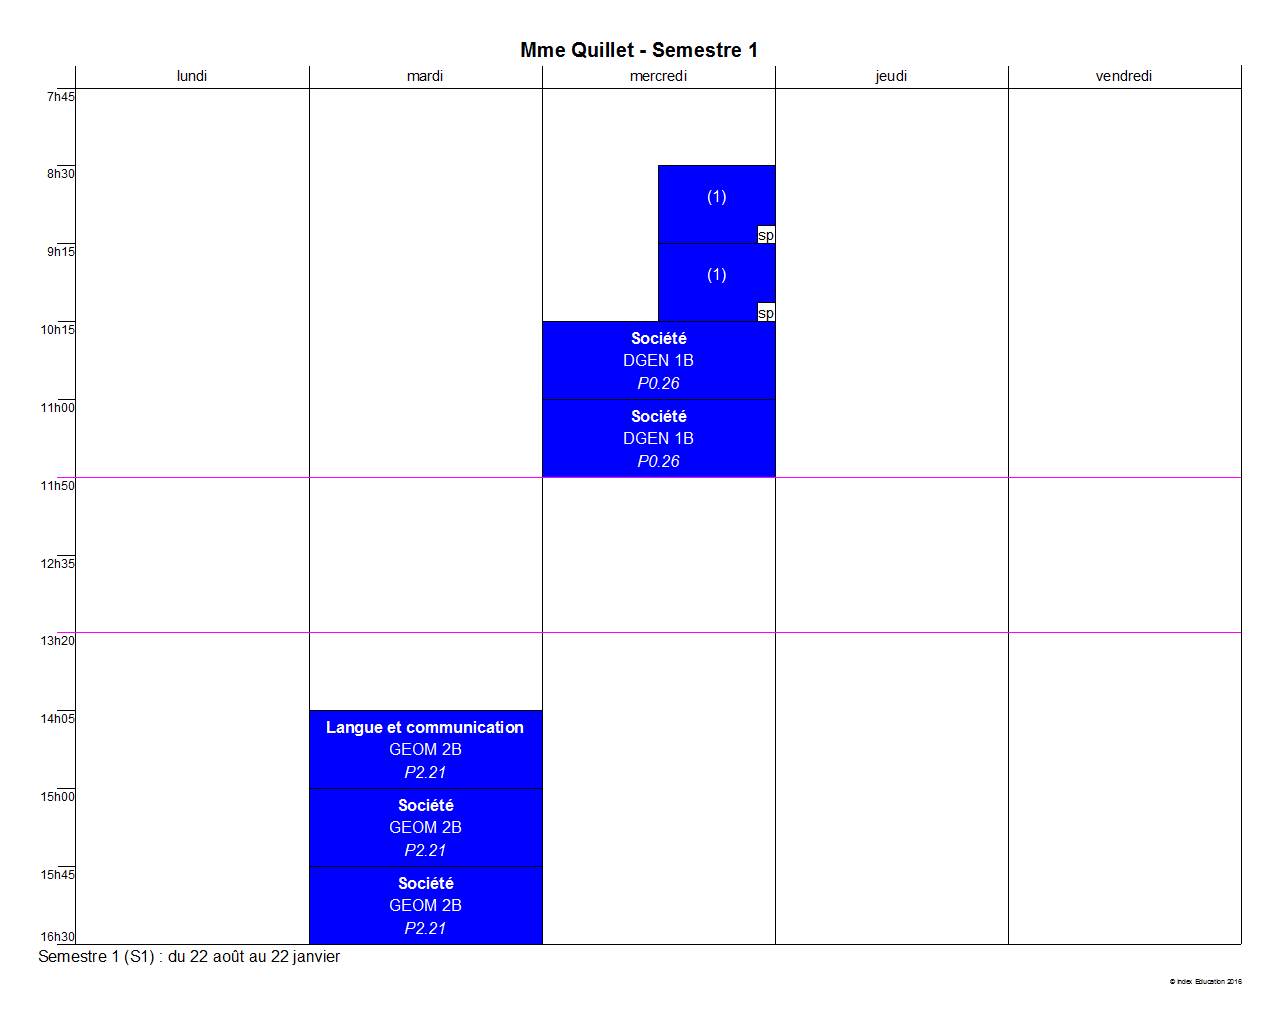 Mme Quillet - Semestre 1
lundi mardi mercredi jeudi vendredi
7h45
8h30
(1)
sp
9h15
(1)
sp
10h15
Société
DGEN 1B
P0.26
11h00
Société
DGEN 1B
P0.26
11h50
12h35
13h20
14h05
Langue et communication
GEOM 2B
P2.21
15h00
Société
GEOM 2B
P2.21
15h45
Société
GEOM 2B
P2.21
16h30
Semestre 1 (S1) : du 22 août au 22 janvier
© Index Education 2016